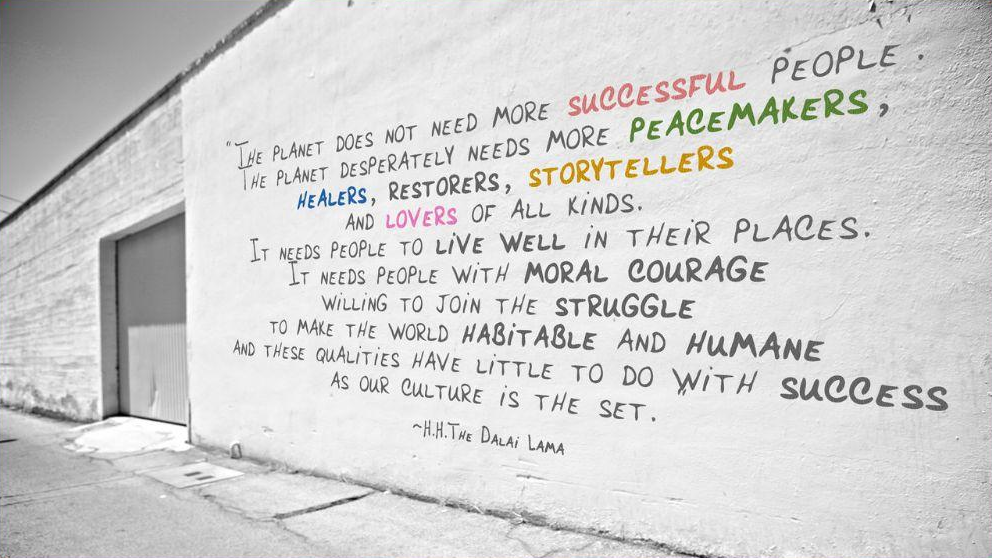 "The planet does not need more successful people.
The planet desperately needs more peacemakers,
healers, restorers, storytellers
and lovers of all kinds.
It needs people to live well in their places.
It needs people with moral courage
willing to join the struggle
to make the world habitable and humane
and these qualities have little to do with success
as our culture is the set.
~H.H.The Dalai Lama